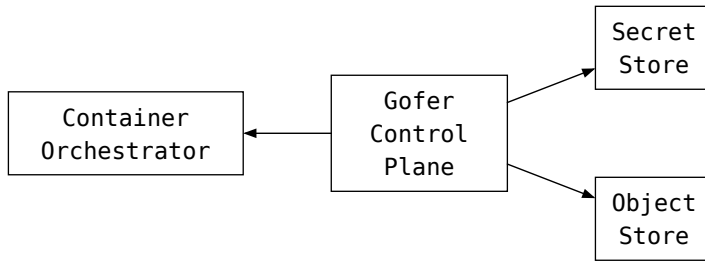 Container
Orchestrator
Gofer
Control
Plane
Secret
Store
Object
Store